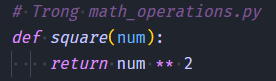 # Trong math_operations.py
def square(num):
    return num ** 2